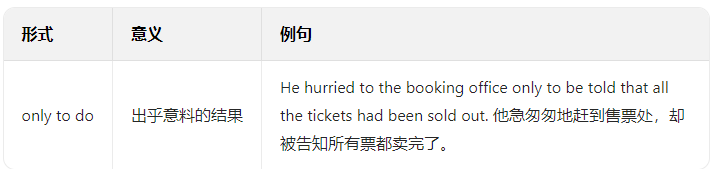 形式 意义 例句
only to do 出乎意料的结果 He hurried to the booking office only to be told that all
the tickets had been sold out. 他急匆匆地赶到售票处，却
被告知所有票都卖完了。